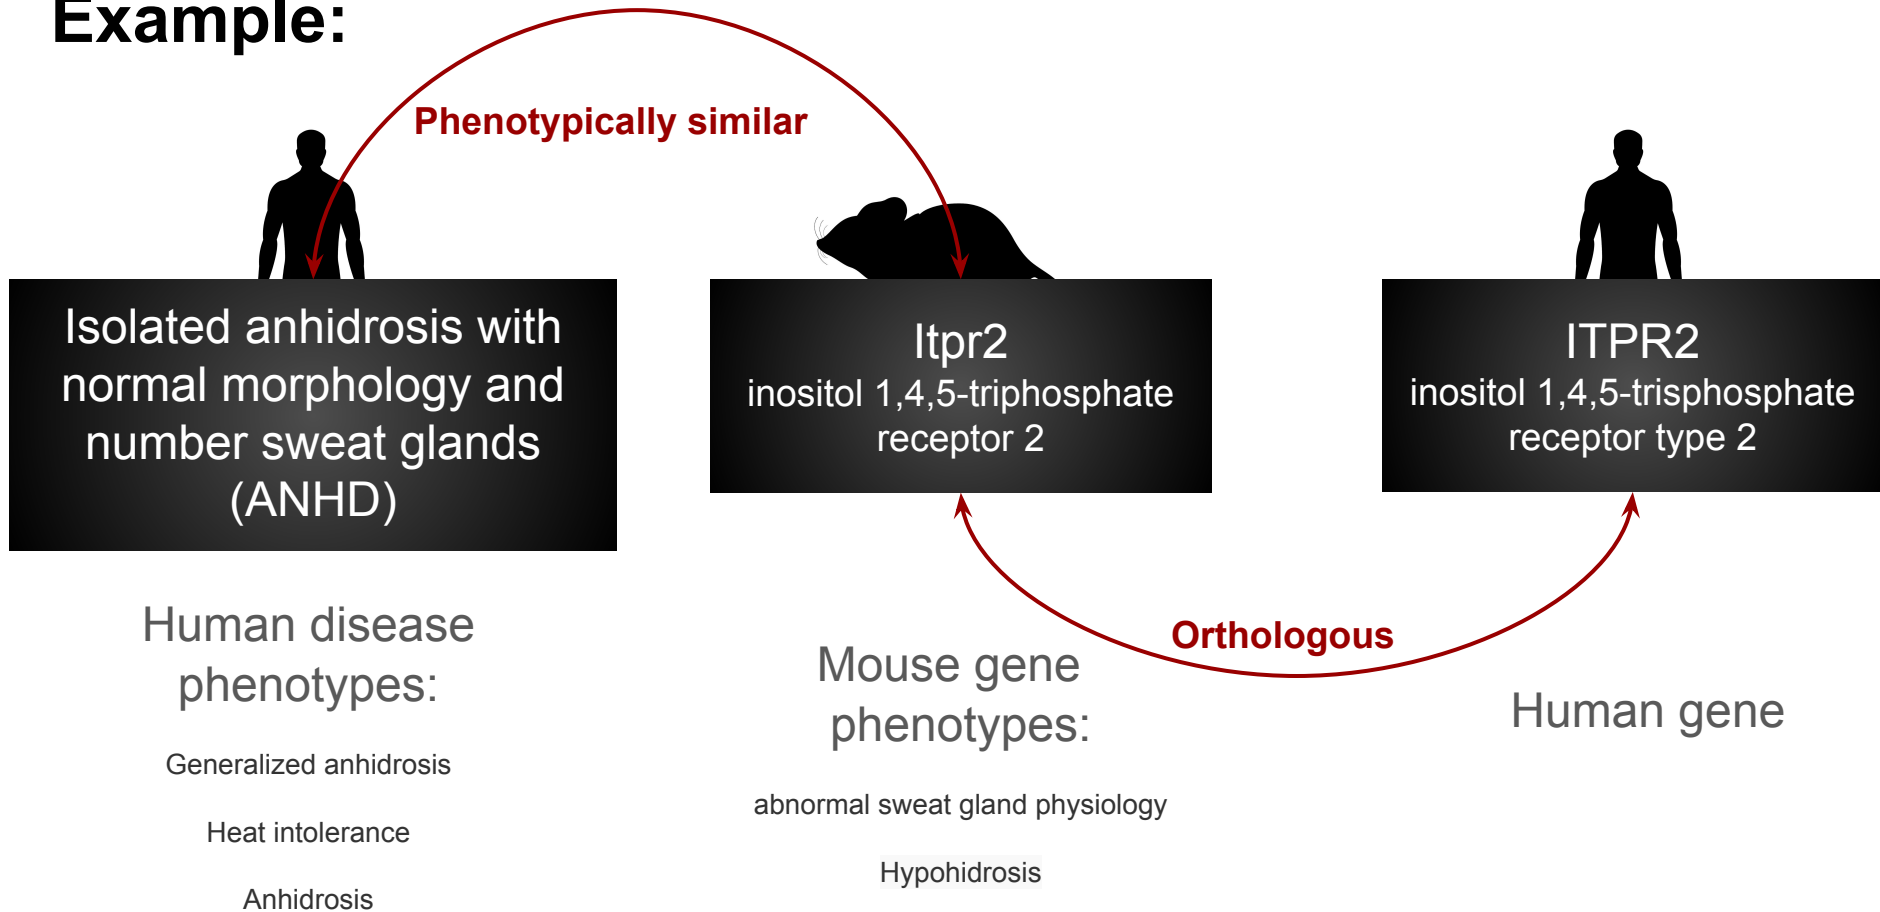 Example:
Phenotypically similar
Isolated anhidrosis with
normal morphology and
number sweat glands
(ANHD)
Itpr2
inositol 1,4,5-triphosphate
receptor 2
ITPR2
inositol 1,4,5-trisphosphate
receptor type 2
Orthologous
Human disease
phenotypes:
Generalized anhidrosis
Heat intolerance
Anhidrosis
Mouse gene
phenotypes:
abnormal sweat gland physiology
Hypohidrosis
Human gene